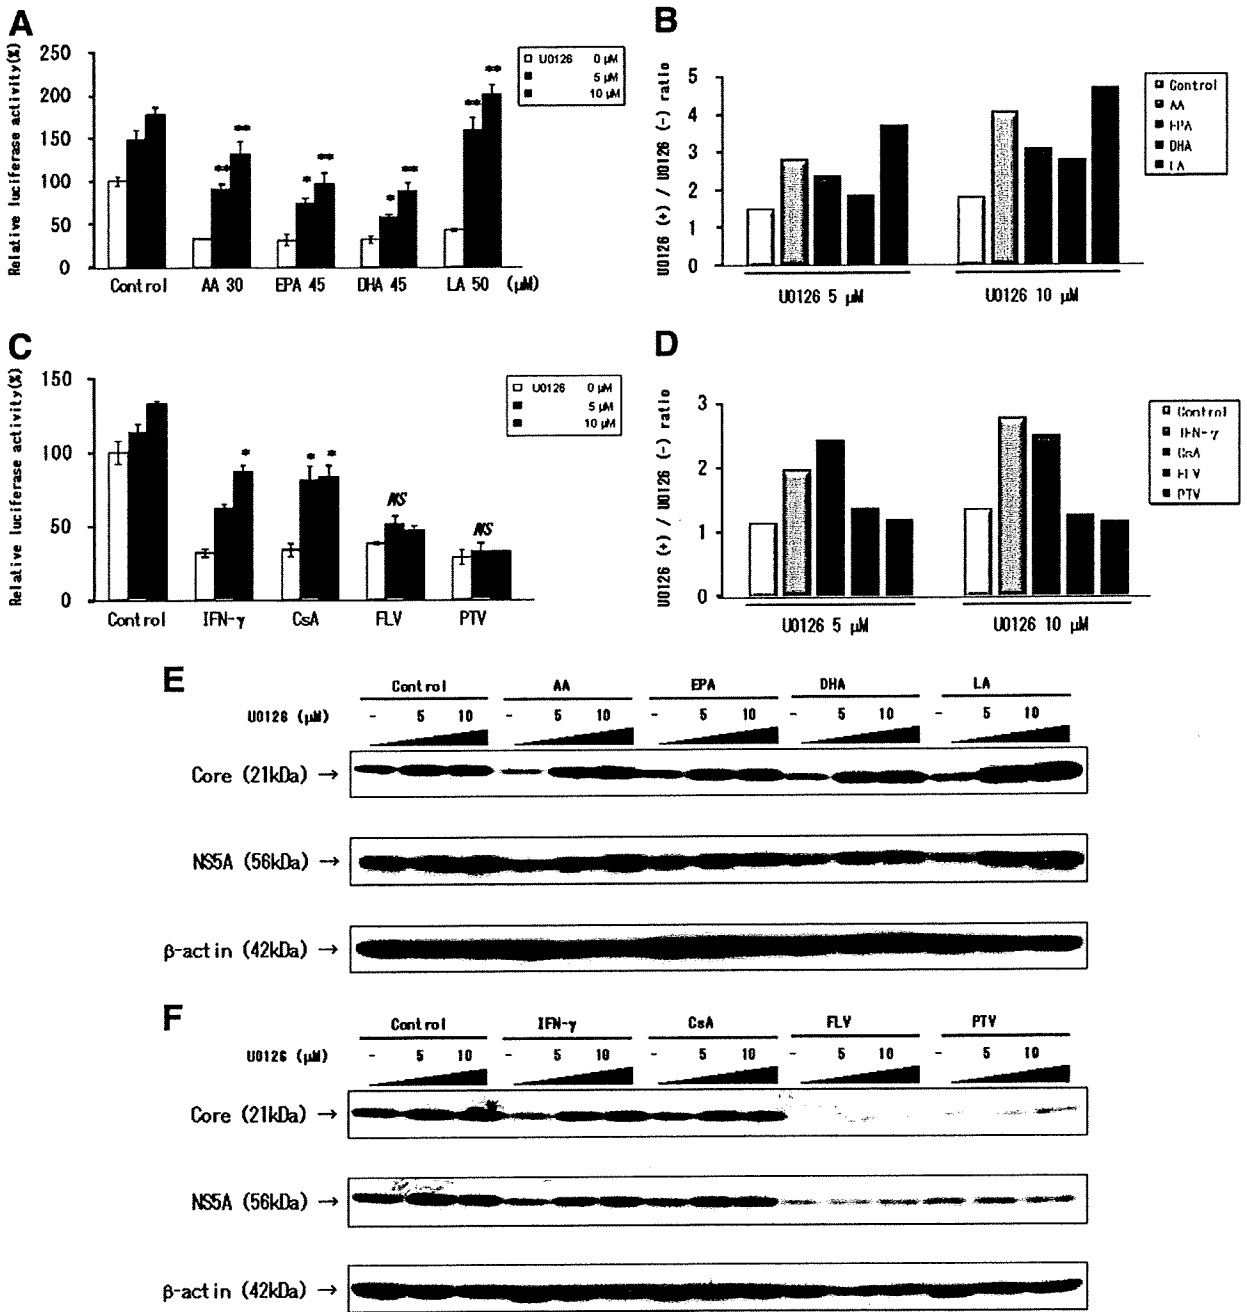 A
Relative luciferase activity(%)
250
200
150
100
50
0
** ** * ** * ** ** **
Control AA 30 EPA 45 DHA 45 LA 50 (μM)
U0126 0 μM
5 μM
10 μM
B
U0126 (+) / U0126 (-) ratio
5
4
3
2
1
0
U0126 5 μM U0126 10 μM
Control
AA
EPA
DHA
LA
C
Relative luciferase activity(%)
150
100
50
0
* * * NS NS
Control IFN-γ CsA FLV PTV
U0126 0 μM
5 μM
10 μM
D
U0126 (+) / U0126 (-) ratio
3
2
1
0
U0126 5 μM U0126 10 μM
Control
IFN-γ
CsA
FLV
PTV
E
Control AA EPA DHA LA
U0126 (μM) - 5 10 - 5 10 - 5 10 - 5 10 - 5 10
Core (21kDa) →
NS5A (56kDa) →
β-actin (42kDa) →
F
Control IFN-γ CsA FLV PTV
U0126 (μM) - 5 10 - 5 10 - 5 10 - 5 10 - 5 10
Core (21kDa) →
NS5A (56kDa) →
β-actin (42kDa) →